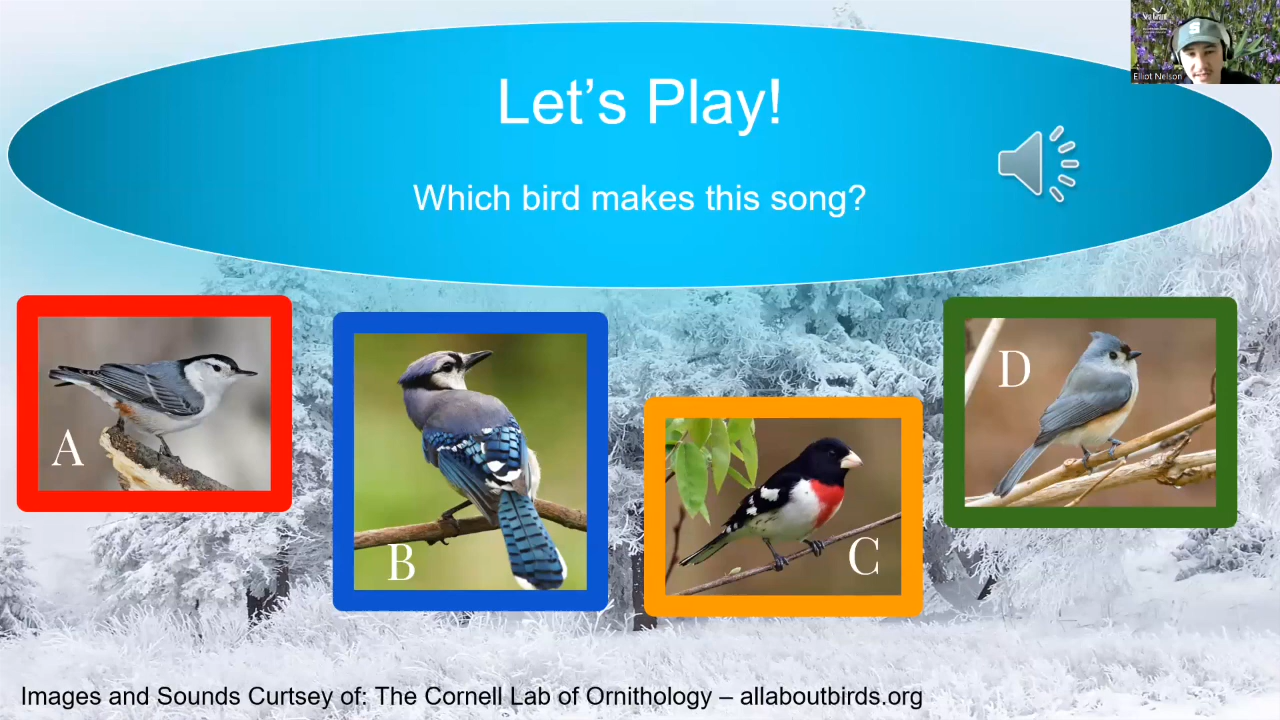 Let's Play!
Which bird makes this song?
Elliot Nelson
S
A
B
C
D
Images and Sounds Curtsey of: The Cornell Lab of Ornithology – allaboutbirds.org